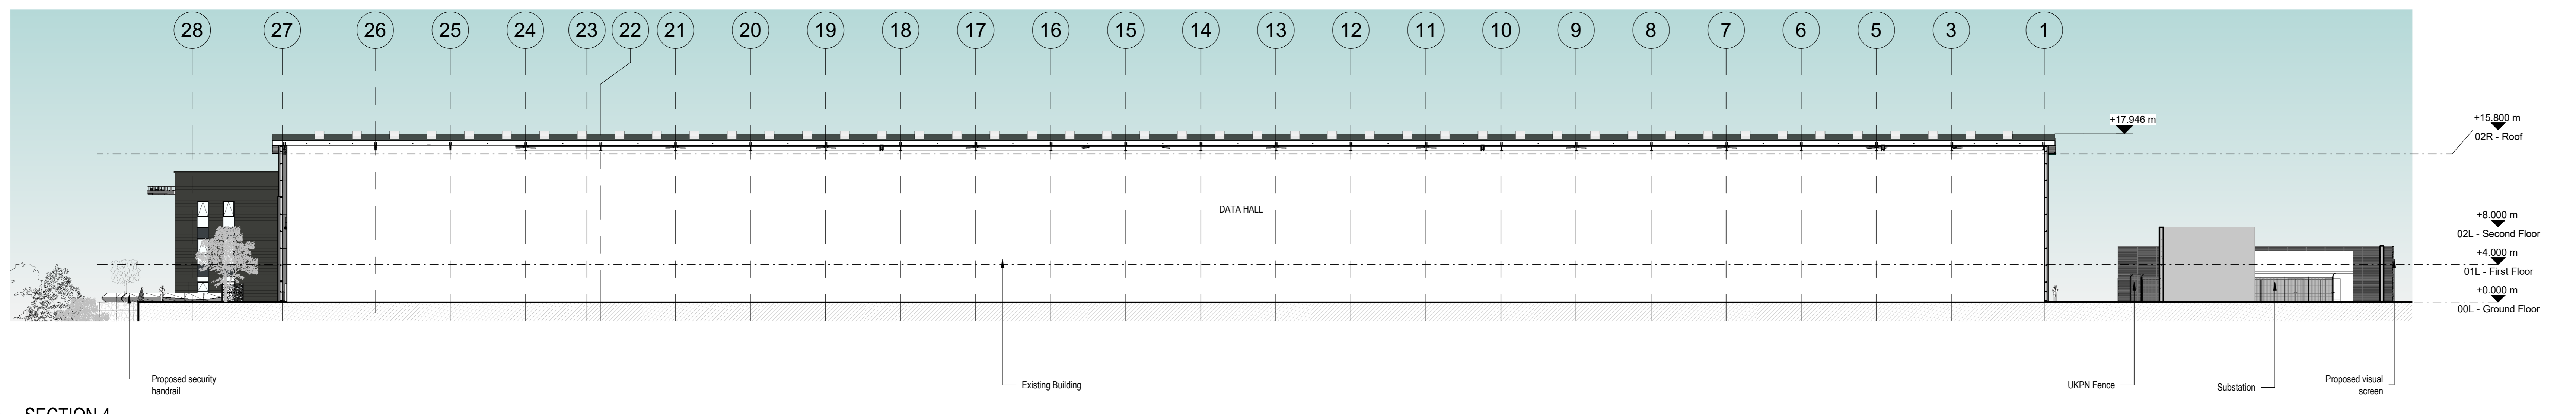 28 27 26 25 24 23 22 21 20 19 18 17 16 15 14 13 12 11 10 9 8 7 6 5 3 1
+17.946 m
+15.800 m
02R - Roof
DATA HALL
+8.000 m
02L - Second Floor
+4.000 m
01L - First Floor
+0.000 m
00L - Ground Floor
Proposed security
handrail
Existing Building
UKPN Fence
Substation
Proposed visual
screen
SECTION 4